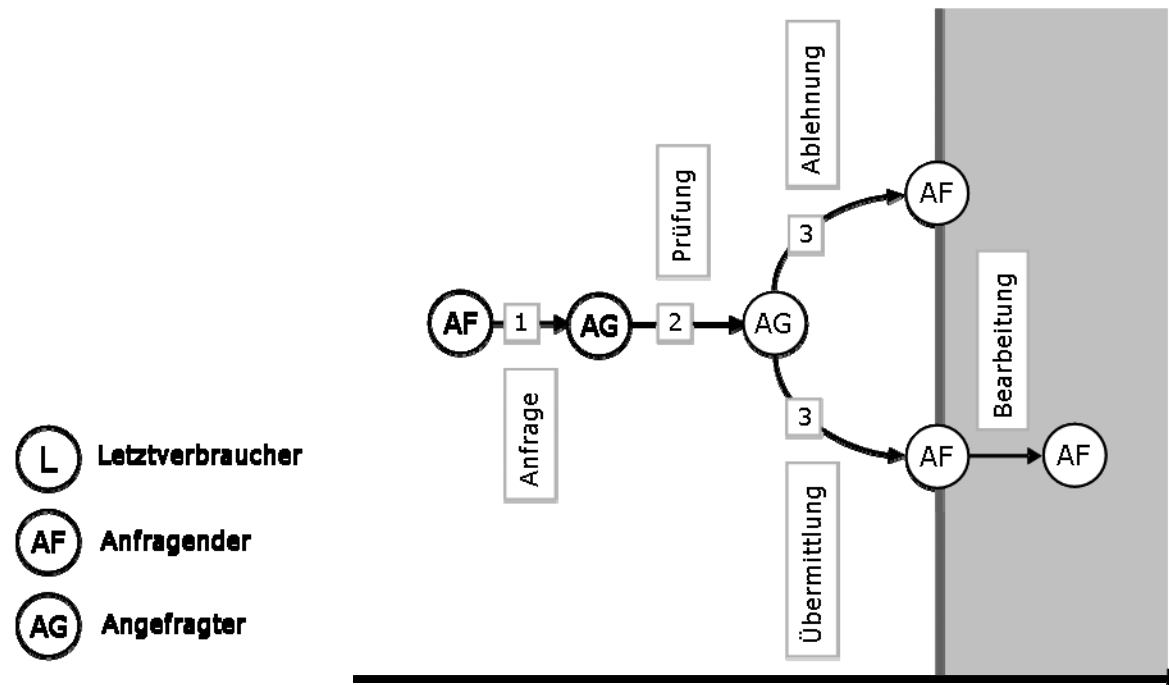 Ablehnung
Prüfung
AF
3
AF
1
AG
2
AG
Bearbeitung
Anfrage
3
AF
AF
Übermittlung
L Letztverbraucher
AF Anfragender
AG Angefragter